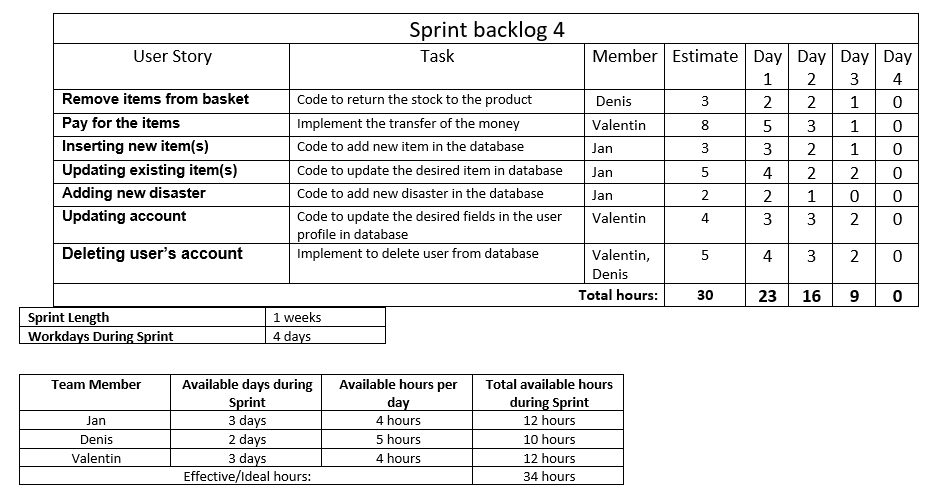 Sprint backlog 4
User Story Task Member Estimate Day 1 Day 2 Day 3 Day 4
Remove items from basket Code to return the stock to the product Denis 3 2 2 1 0
Pay for the items Implement the transfer of the money Valentin 8 5 3 1 0
Inserting new item(s) Code to add new item in the database Jan 3 3 2 1 0
Updating existing item(s) Code to update the desired item in database Jan 5 4 2 2 0
Adding new disaster Code to add new disaster in the database Jan 2 2 1 0 0
Updating account Code to update the desired fields in the user profile in database Valentin 4 3 3 2 0
Deleting user’s account Implement to delete user from database Valentin, Denis 5 4 3 2 0
Total hours: 30 23 16 9 0
Sprint Length 1 weeks
Workdays During Sprint 4 days
Team Member Available days during Sprint Available hours per day Total available hours during Sprint
Jan 3 days 4 hours 12 hours
Denis 2 days 5 hours 10 hours
Valentin 3 days 4 hours 12 hours
Effective/Ideal hours: 34 hours